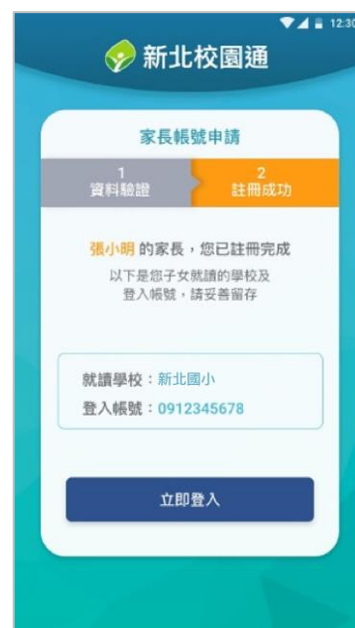 12:30
新北校園通
家長帳號申請
1
資料驗證
2
註冊成功
張小明 的家長，您已註冊完成
以下是您子女就讀的學校及
登入帳號，請妥善留存
就讀學校：新北國小
登入帳號：0912345678
立即登入